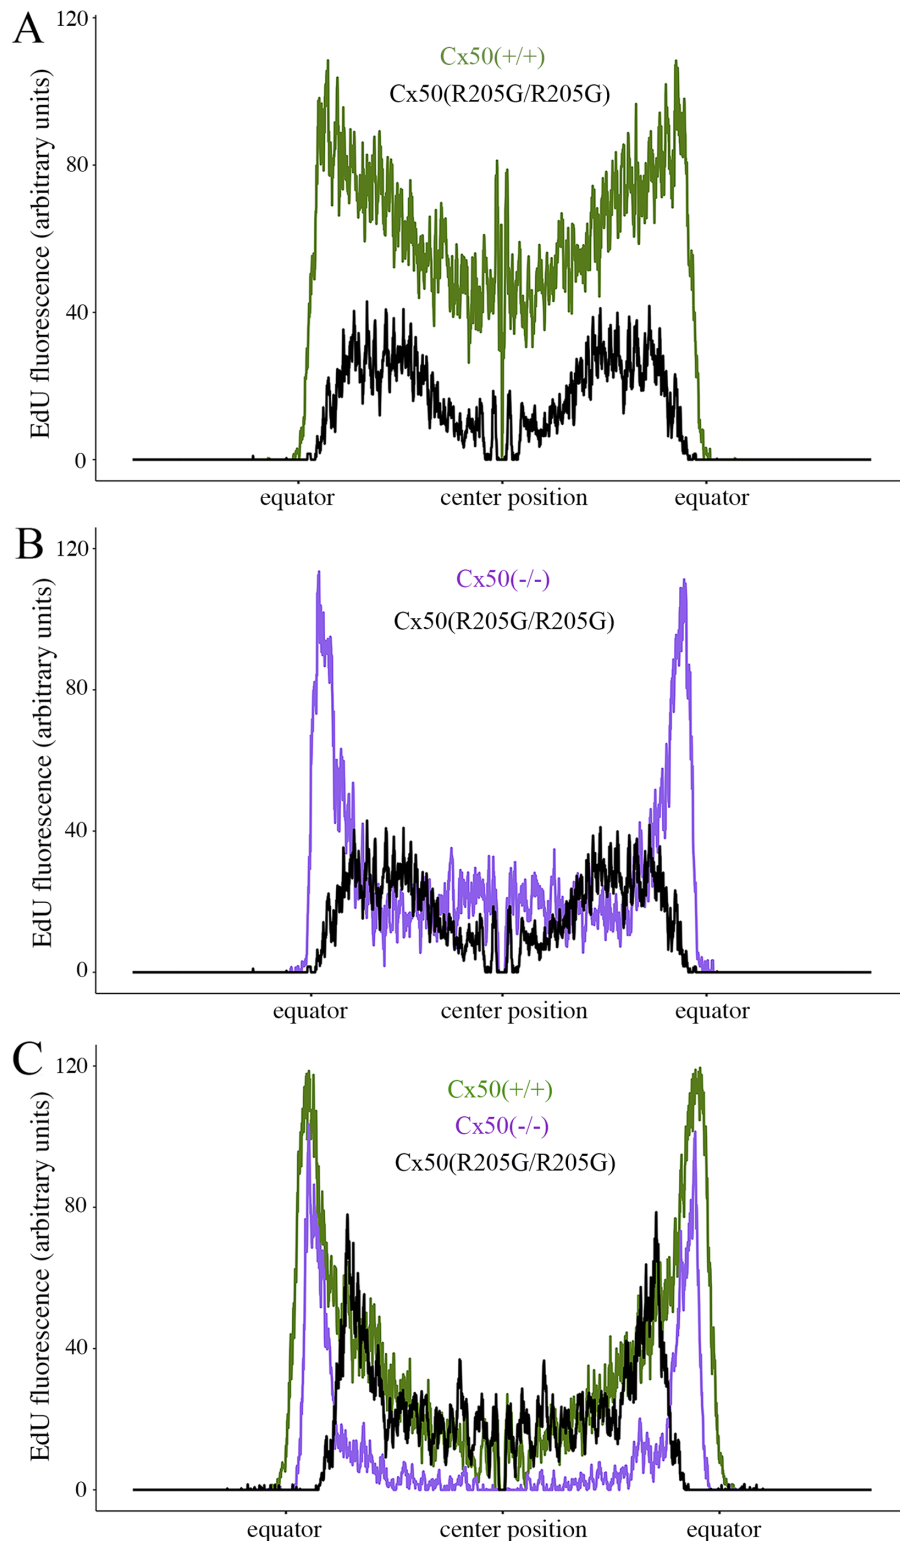 A
120
80
40
0
EdU fluorescence (arbitrary units)
Cx50(+/+)
Cx50(R205G/R205G)
equator center position equator
B
120
80
40
0
EdU fluorescence (arbitrary units)
Cx50(-/-)
Cx50(R205G/R205G)
equator center position equator
C
120
80
40
0
EdU fluorescence (arbitrary units)
Cx50(+/+)
Cx50(-/-)
Cx50(R205G/R205G)
equator center position equator